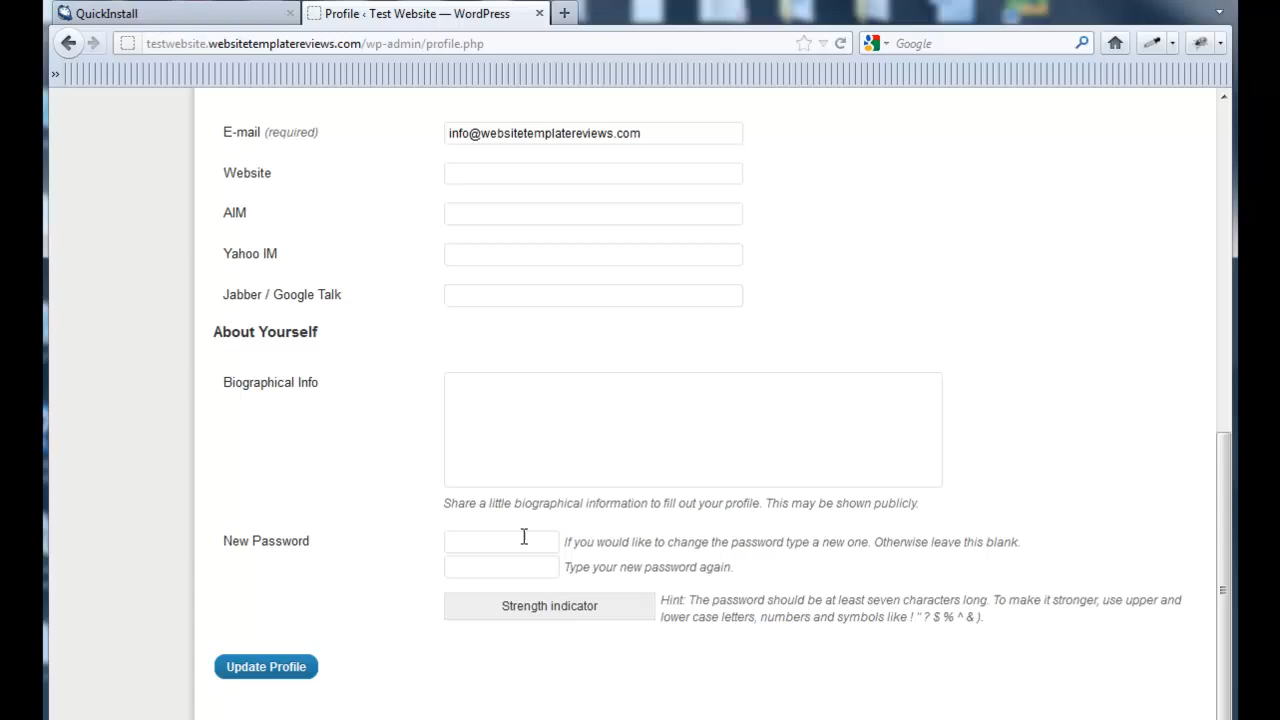 QuickInstall
Profile ‹ Test Website — WordPress
testwebsite.websitetemplatereviews.com/wp-admin/profile.php
Google
E-mail (required)
info@websitetemplatereviews.com
Website
AIM
Yahoo IM
Jabber / Google Talk
About Yourself
Biographical Info
Share a little biographical information to fill out your profile. This may be shown publicly.
New Password
If you would like to change the password type a new one. Otherwise leave this blank.
Type your new password again.
Strength indicator
Hint: The password should be at least seven characters long. To make it stronger, use upper and
lower case letters, numbers and symbols like ! " ? $ % ^ & ).
Update Profile